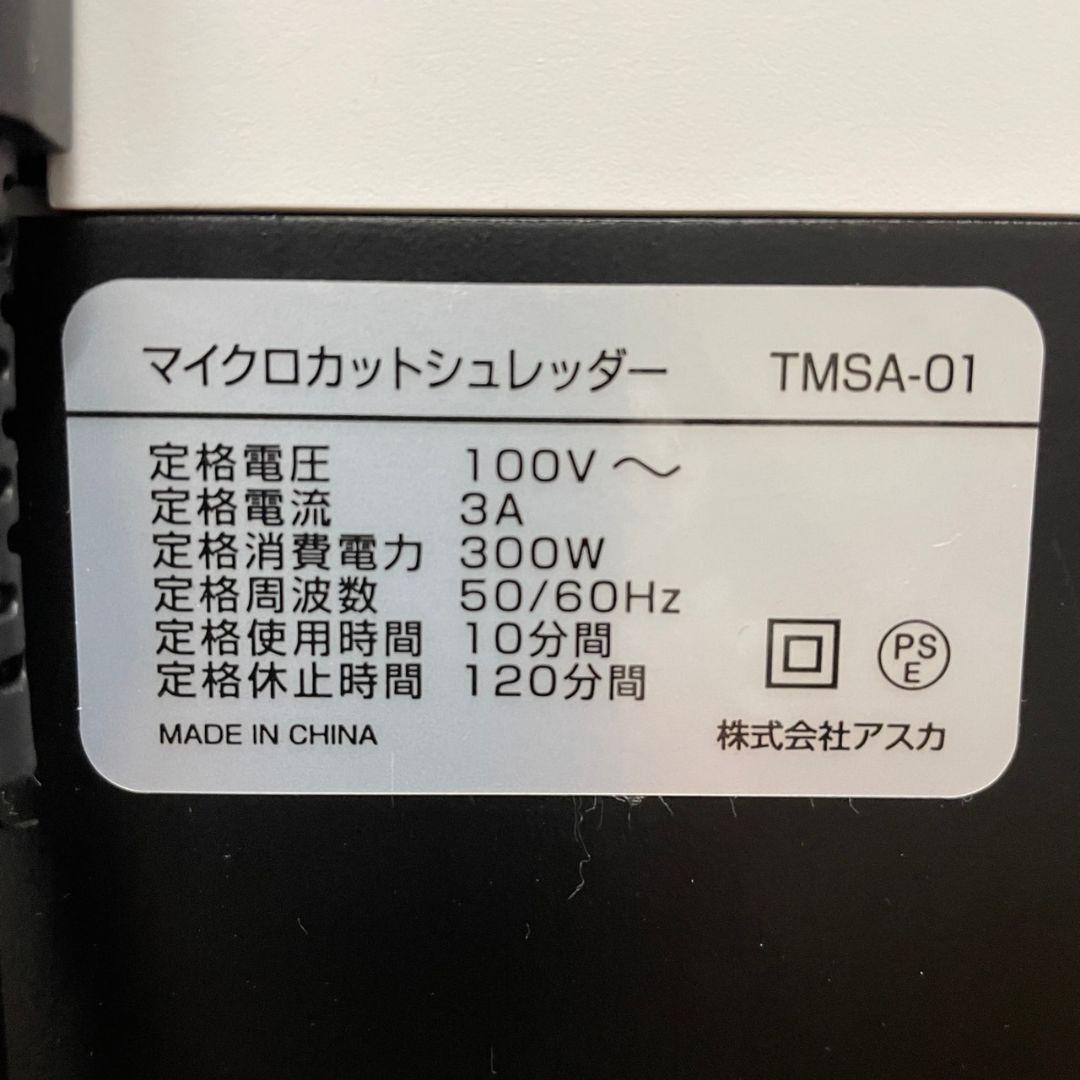 マイクロカットシュレッダー TMSA-01
定格電圧 100V～
定格電流 3A
定格消費電力 300W
定格周波数 50/60Hz
定格使用時間 10分間
定格休止時間 120分間
PS
E
MADE IN CHINA 株式会社アスカ